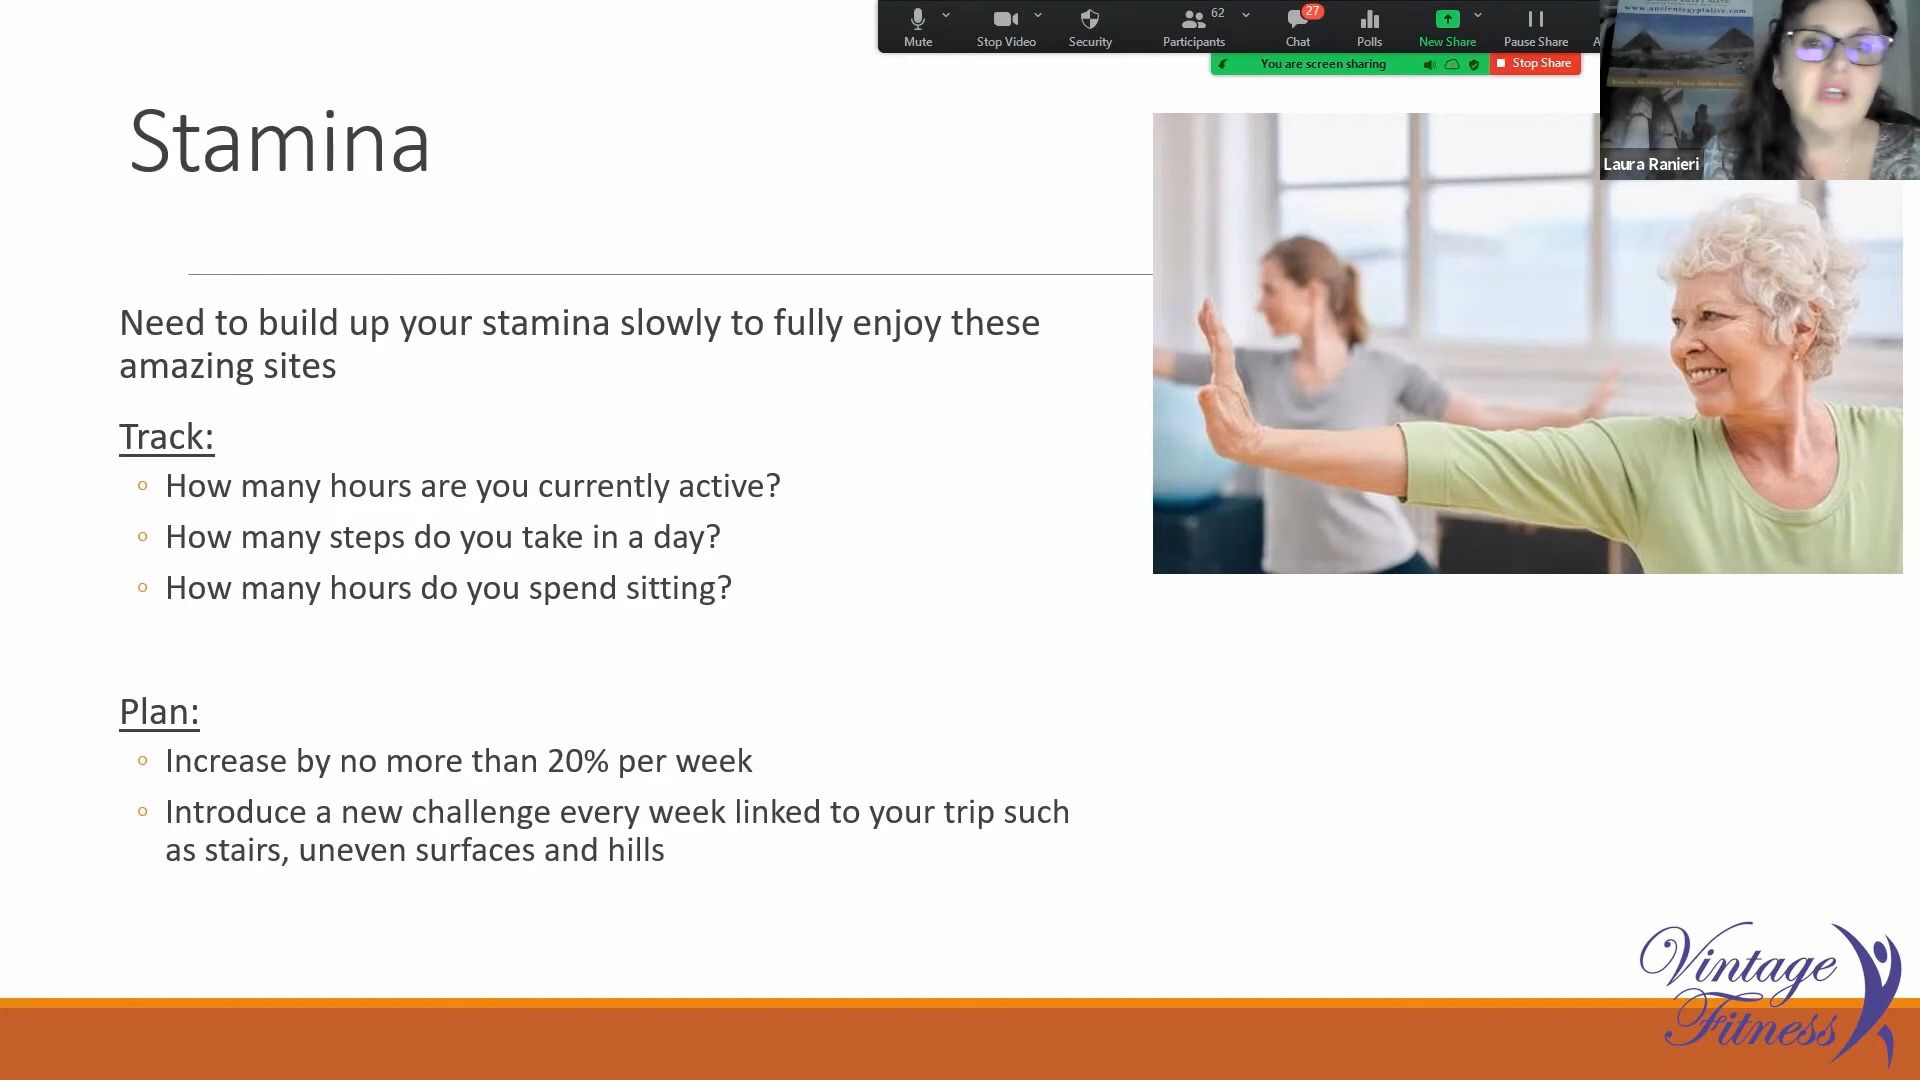 62
27
Mute
Stop Video
Security
Participants
Chat
Polls
New Share
Pause Share
You are screen sharing
Stop Share
www.ancientegyptalive.com
Laura Ranieri
Stamina
Need to build up your stamina slowly to fully enjoy these
amazing sites
Track:
How many hours are you currently active?
How many steps do you take in a day?
How many hours do you spend sitting?
Plan:
Increase by no more than 20% per week
Introduce a new challenge every week linked to your trip such
as stairs, uneven surfaces and hills
Vintage
Fitness